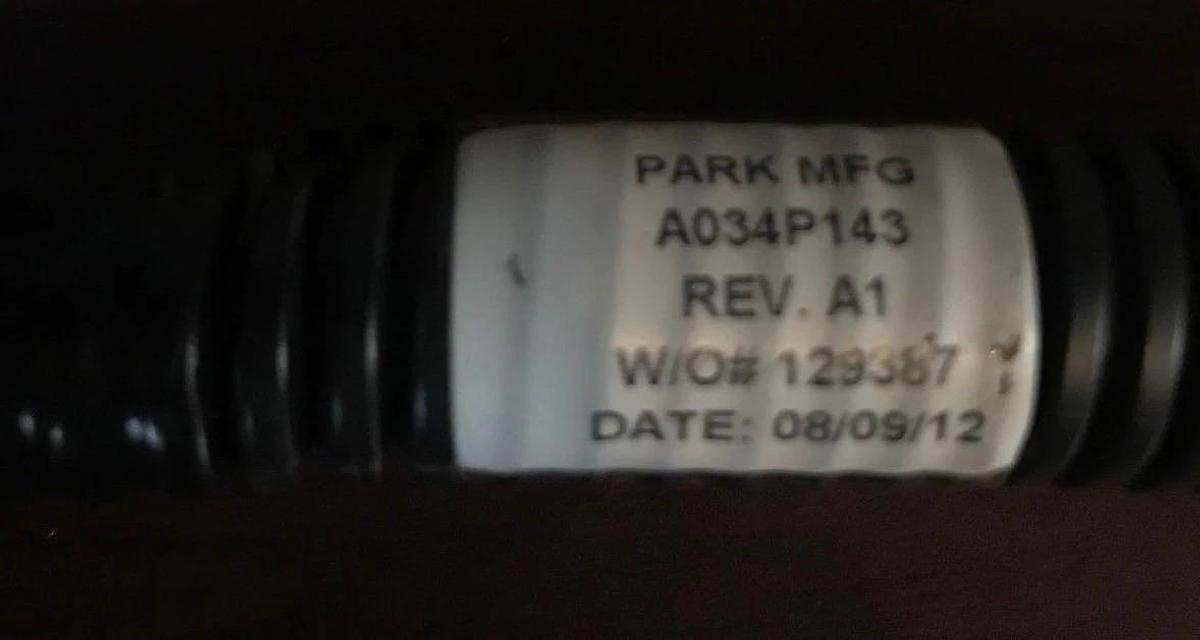 PARK MFG
A034P143
REV. A1
W/O# 129387
DATE: 08/09/12